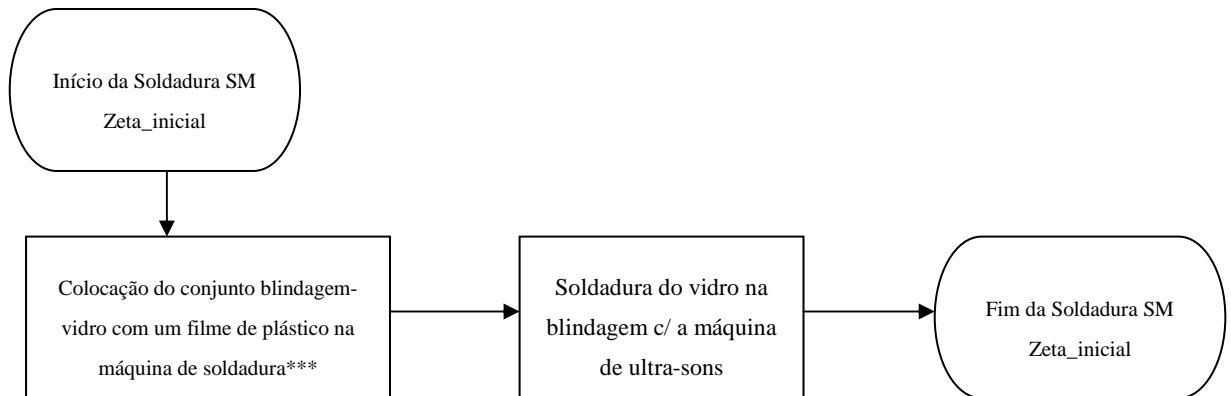 Início da Soldadura SM
Zeta_inicial
Colocação do conjunto blindagem-
vidro com um filme de plástico na
máquina de soldadura***
Soldadura do vidro na
blindagem c/ a máquina
de ultra-sons
Fim da Soldadura SM
Zeta_inicial